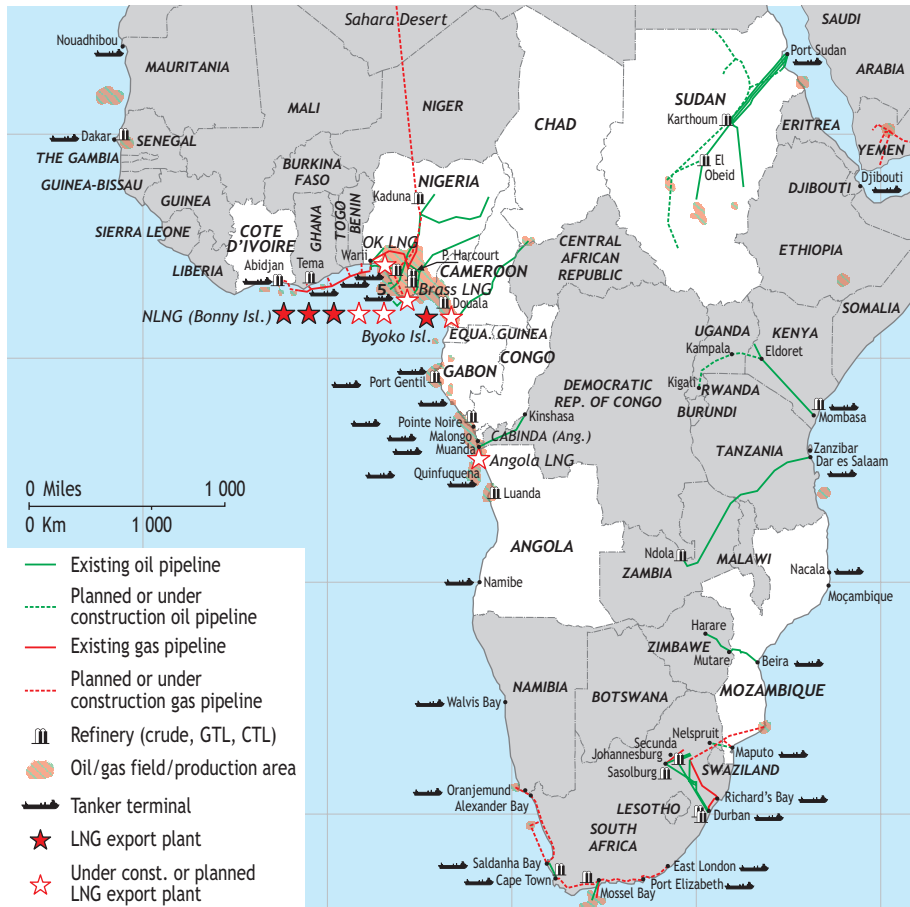 Sahara Desert
Nouadhibou
MAURITANIA
MALI
NIGER
CHAD
SUDAN
Port Sudan
SAUDI
ARABIA
Karthoum
ERITREA
YEMEN
Dakar
SENEGAL
THE GAMBIA
GUINEA-BISSAU
GUINEA
SIERRA LEONE
LIBERIA
BURKINA
FASO
COTE
D'IVOIRE
GHANA
TOGO
BENIN
NIGERIA
Kaduna
El
Obeid
DJIBOUTI
Djibouti
ETHIOPIA
SOMALIA
CENTRAL
AFRICAN
REPUBLIC
Abidjan
Tema
Warii
OK LNG
P. Harcourt
CAMEROON
5.
Brass LNG
Douala
NLNG (Bonny Isl.)
Byoko Isl.
EQUA. GUINEA
CONGO
GABON
Port Gentil
DEMOCRATIC
REP. OF CONGO
UGANDA
Kampala
KENYA
Eldoret
Kigali
RWANDA
BURUNDI
Mombasa
Kinshasa
Pointe Noire
Malongo
CABINDA (Ang.)
Muanda
Angola LNG
Quinfuquena
Luanda
TANZANIA
Zanzibar
Dar es Salaam
0 Miles
1 000
0 Km
1 000
ANGOLA
Ndola
ZAMBIA
MALAWI
Nacala
Moçambique
Namibe
Harare
ZIMBAWE
Mutare
Beira
MOZAMBIQUE
NAMIBIA
BOTSWANA
Walvis Bay
Nelspruit
Secunda
Johannesburg
Sasolburg
Maputo
SWAZILAND
Oranjemund
Alexander Bay
LESOTHO
Richard's Bay
Durban
SOUTH
AFRICA
Saldanha Bay
Cape Town
East London
Port Elizabeth
Mossel Bay
Existing oil pipeline
Planned or under
construction oil pipeline
Existing gas pipeline
Planned or under
construction gas pipeline
Refinery (crude, GTL, CTL)
Oil/gas field/production area
Tanker terminal
LNG export plant
Under const. or planned
LNG export plant